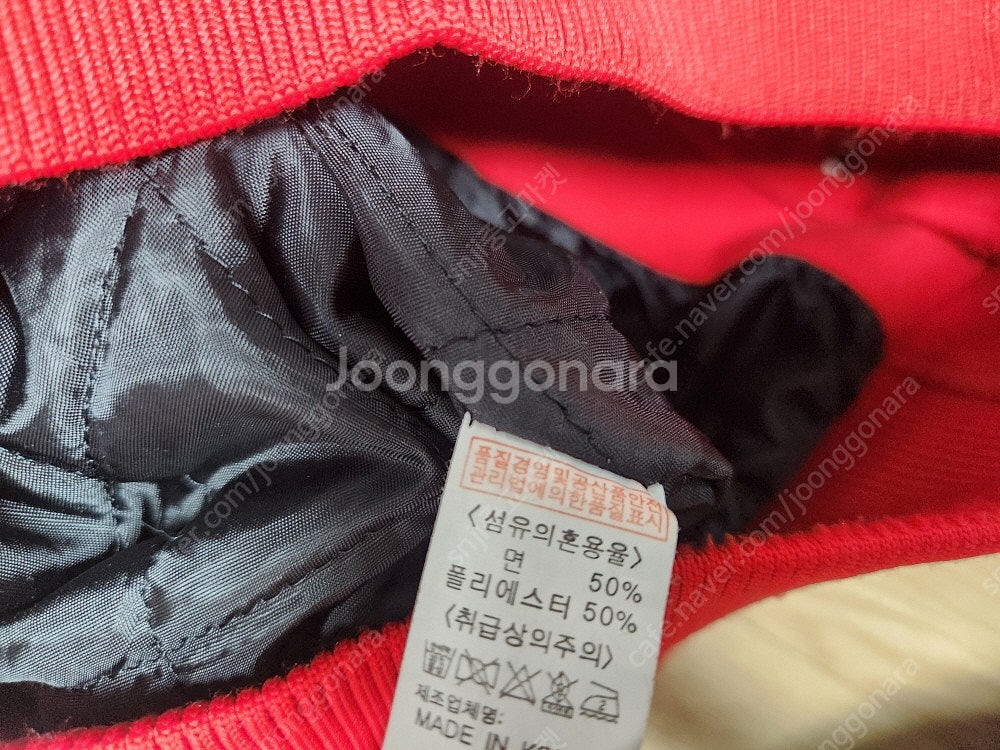 Joonggonara
품질경영및공산품안전
관리법에의한품질표시
<섬유의혼용율>
면 50%
폴리에스터 50%
<취급상의주의>
제조업체명:
MADE IN KO
cafe.naver.com/joonggonara